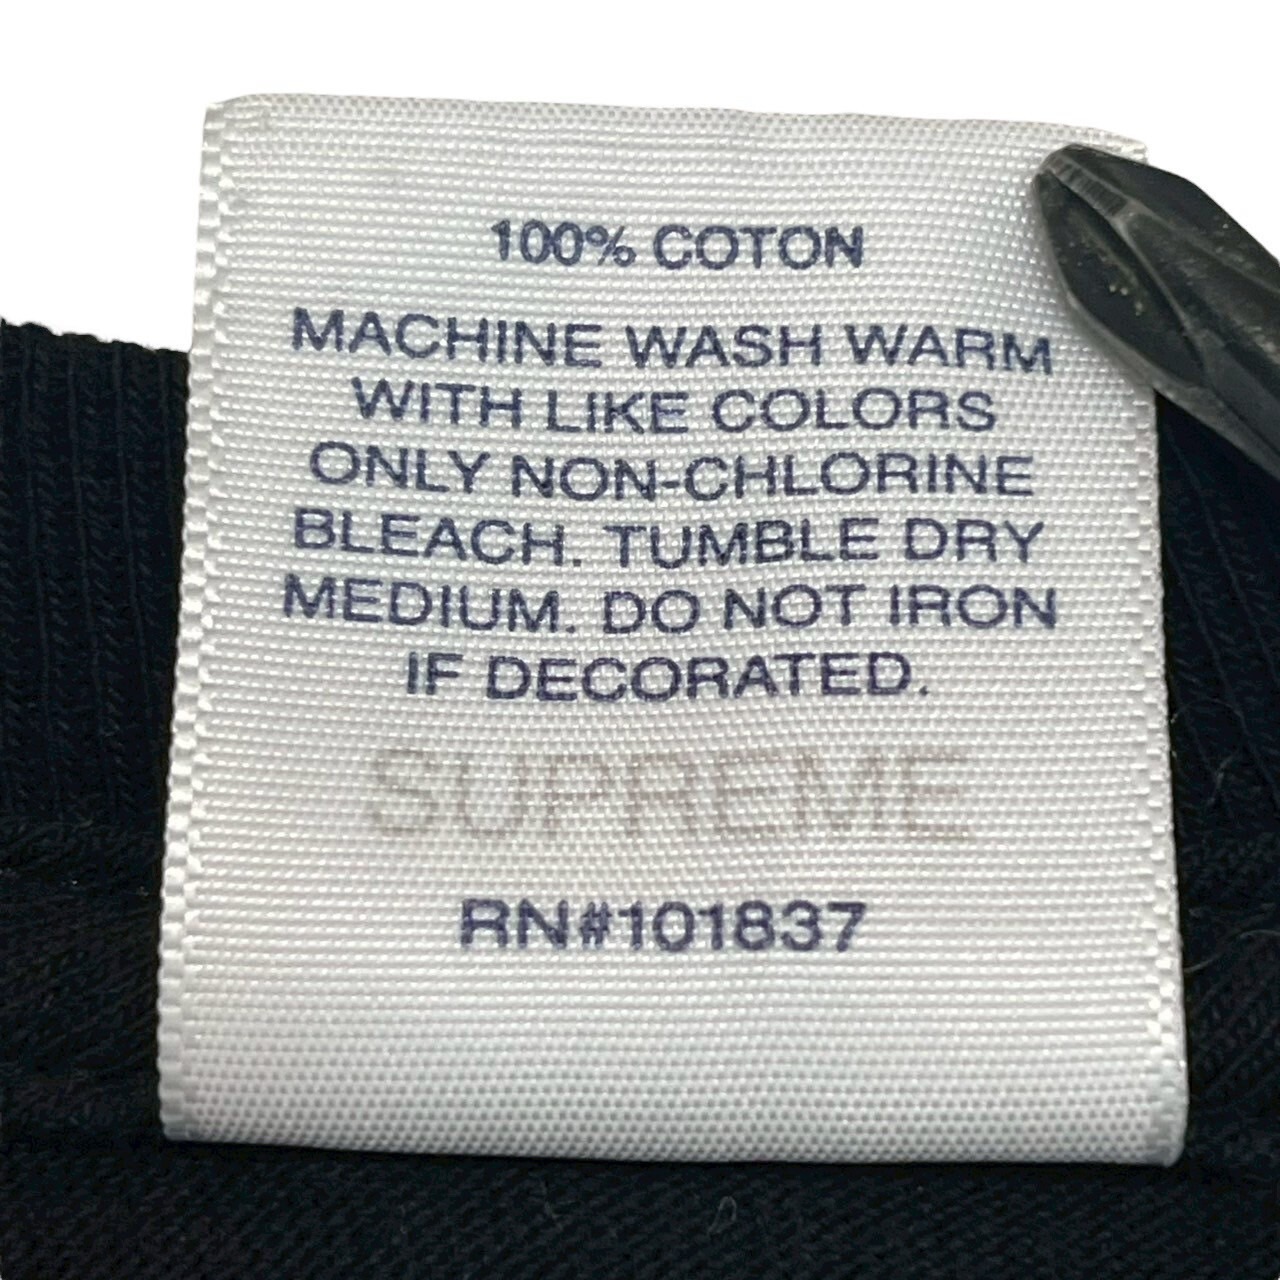 100% COTON
MACHINE WASH WARM
WITH LIKE COLORS
ONLY NON-CHLORINE
BLEACH. TUMBLE DRY
MEDIUM. DO NOT IRON
IF DECORATED.
SUPREME
RN#101837